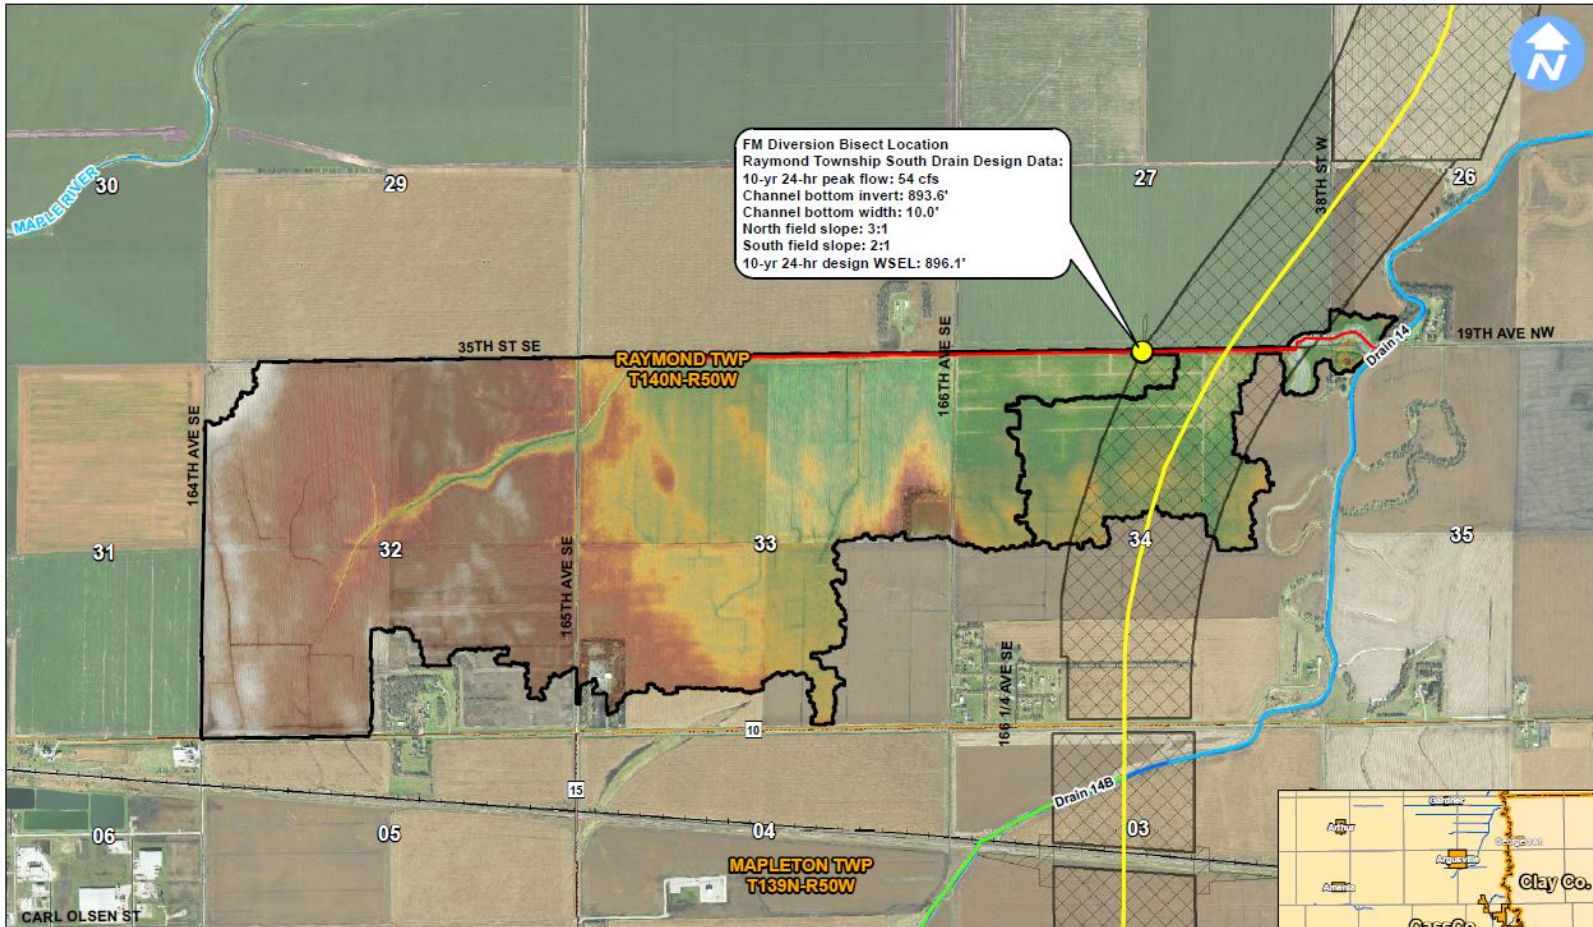 N
FM Diversion Bisect Location
Raymond Township South Drain Design Data:
10-yr 24-hr peak flow: 54 cfs
Channel bottom invert: 893.6'
Channel bottom width: 10.0'
North field slope: 3:1
South field slope: 2:1
10-yr 24-hr design WSEL: 896.1'
MAPLE RIVER
30
29
27
38TH ST W
26
35TH ST SE
RAYMOND TWP
T140N-R50W
166TH AVE SE
19TH AVE NW
Drain 14
164TH AVE SE
31
32
165TH AVE SE
33
34
35
166 1/4 AVE SE
10
15
Drain 14B
06
05
04
03
MAPLETON TWP
T139N-R50W
CARL OLSEN ST
Gardner
Arthur
Georgetown
Argusville
Amenia
Clay Co.
Cass Co.